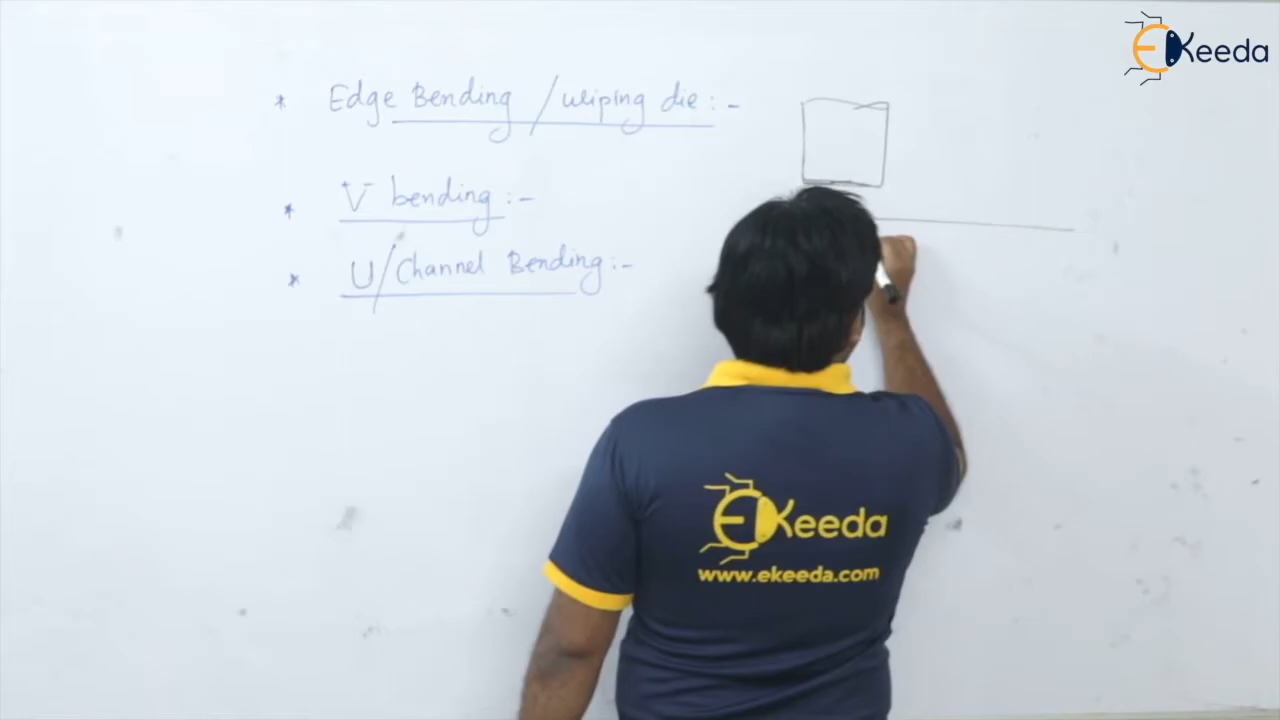 EKeeda
* Edge Bending / wiping die :-
* V bending :-
* U/Channel Bending :-
EKeeda
www.ekeeda.com